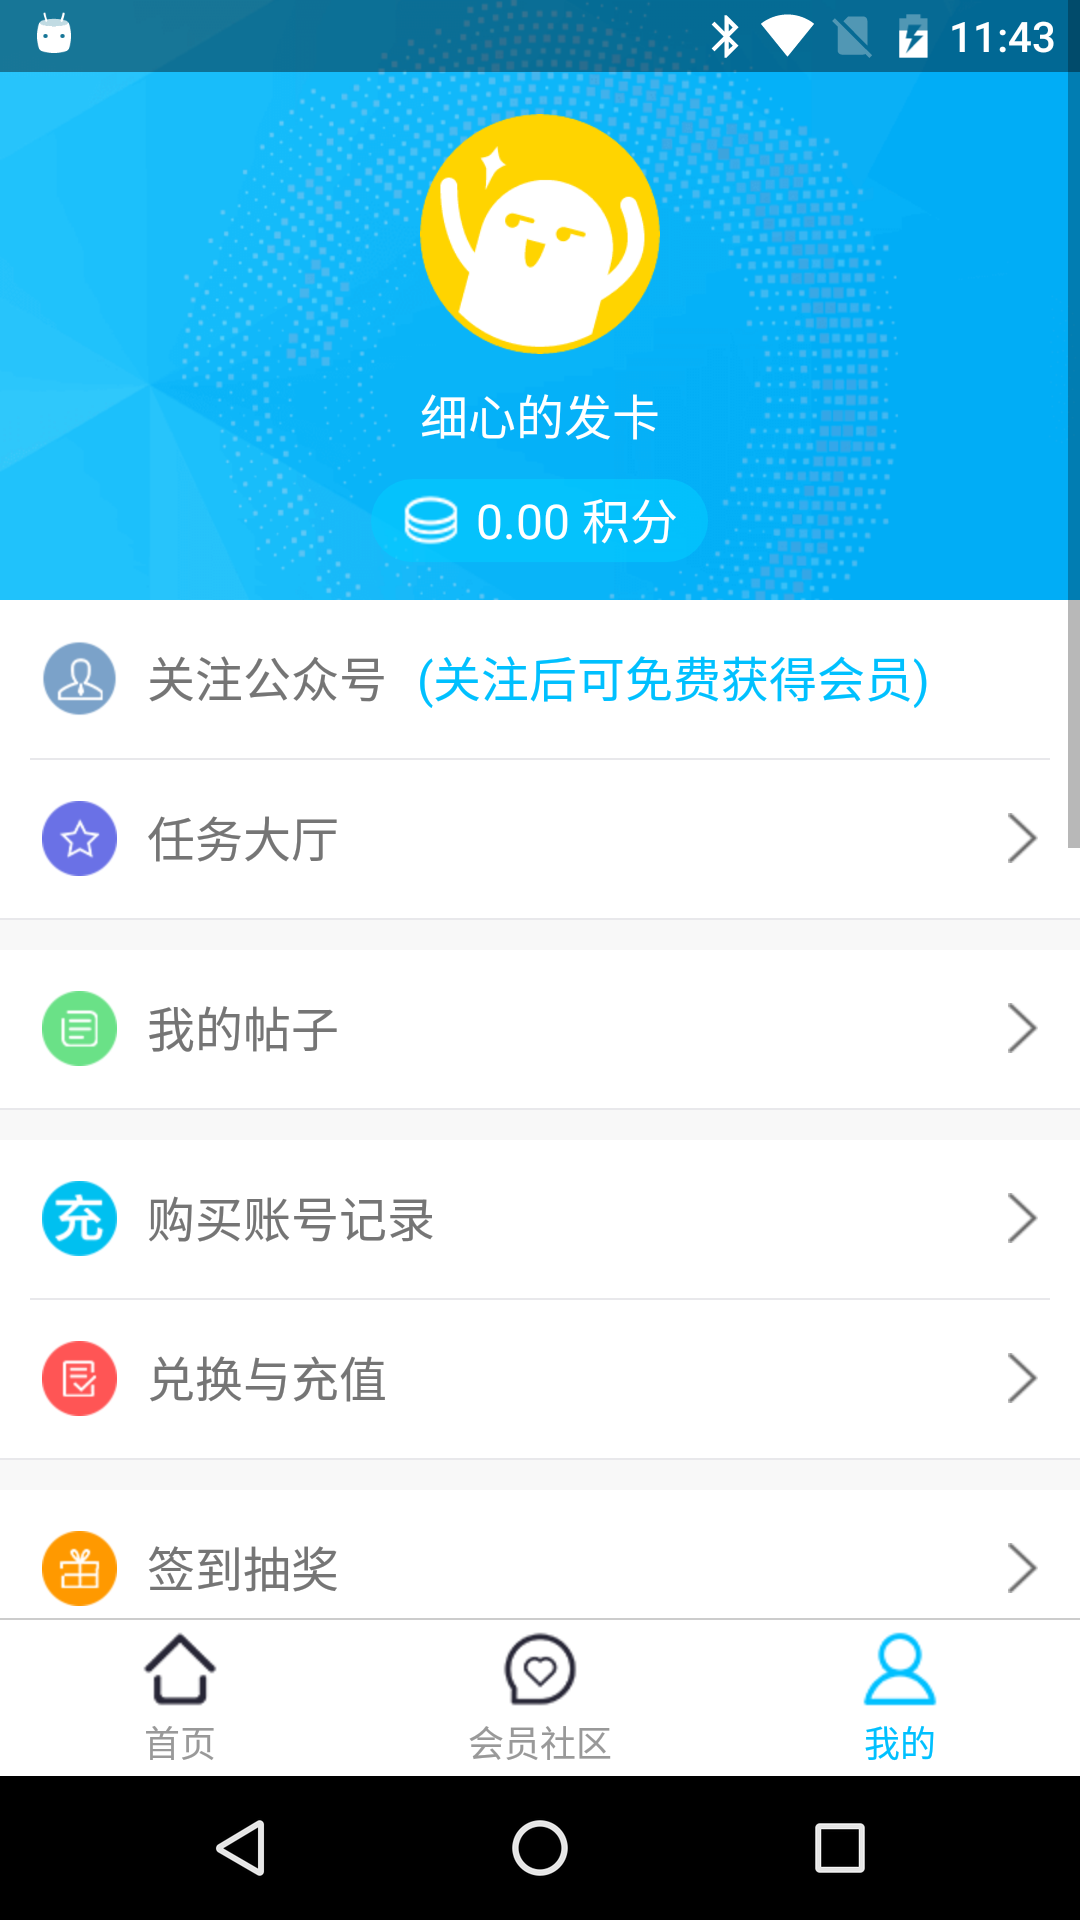 11:43
细心的发卡
0.00 积分
关注公众号 (关注后可免费获得会员)
任务大厅
我的帖子
充 购买账号记录
兑换与充值
签到抽奖
首页 会员社区 我的